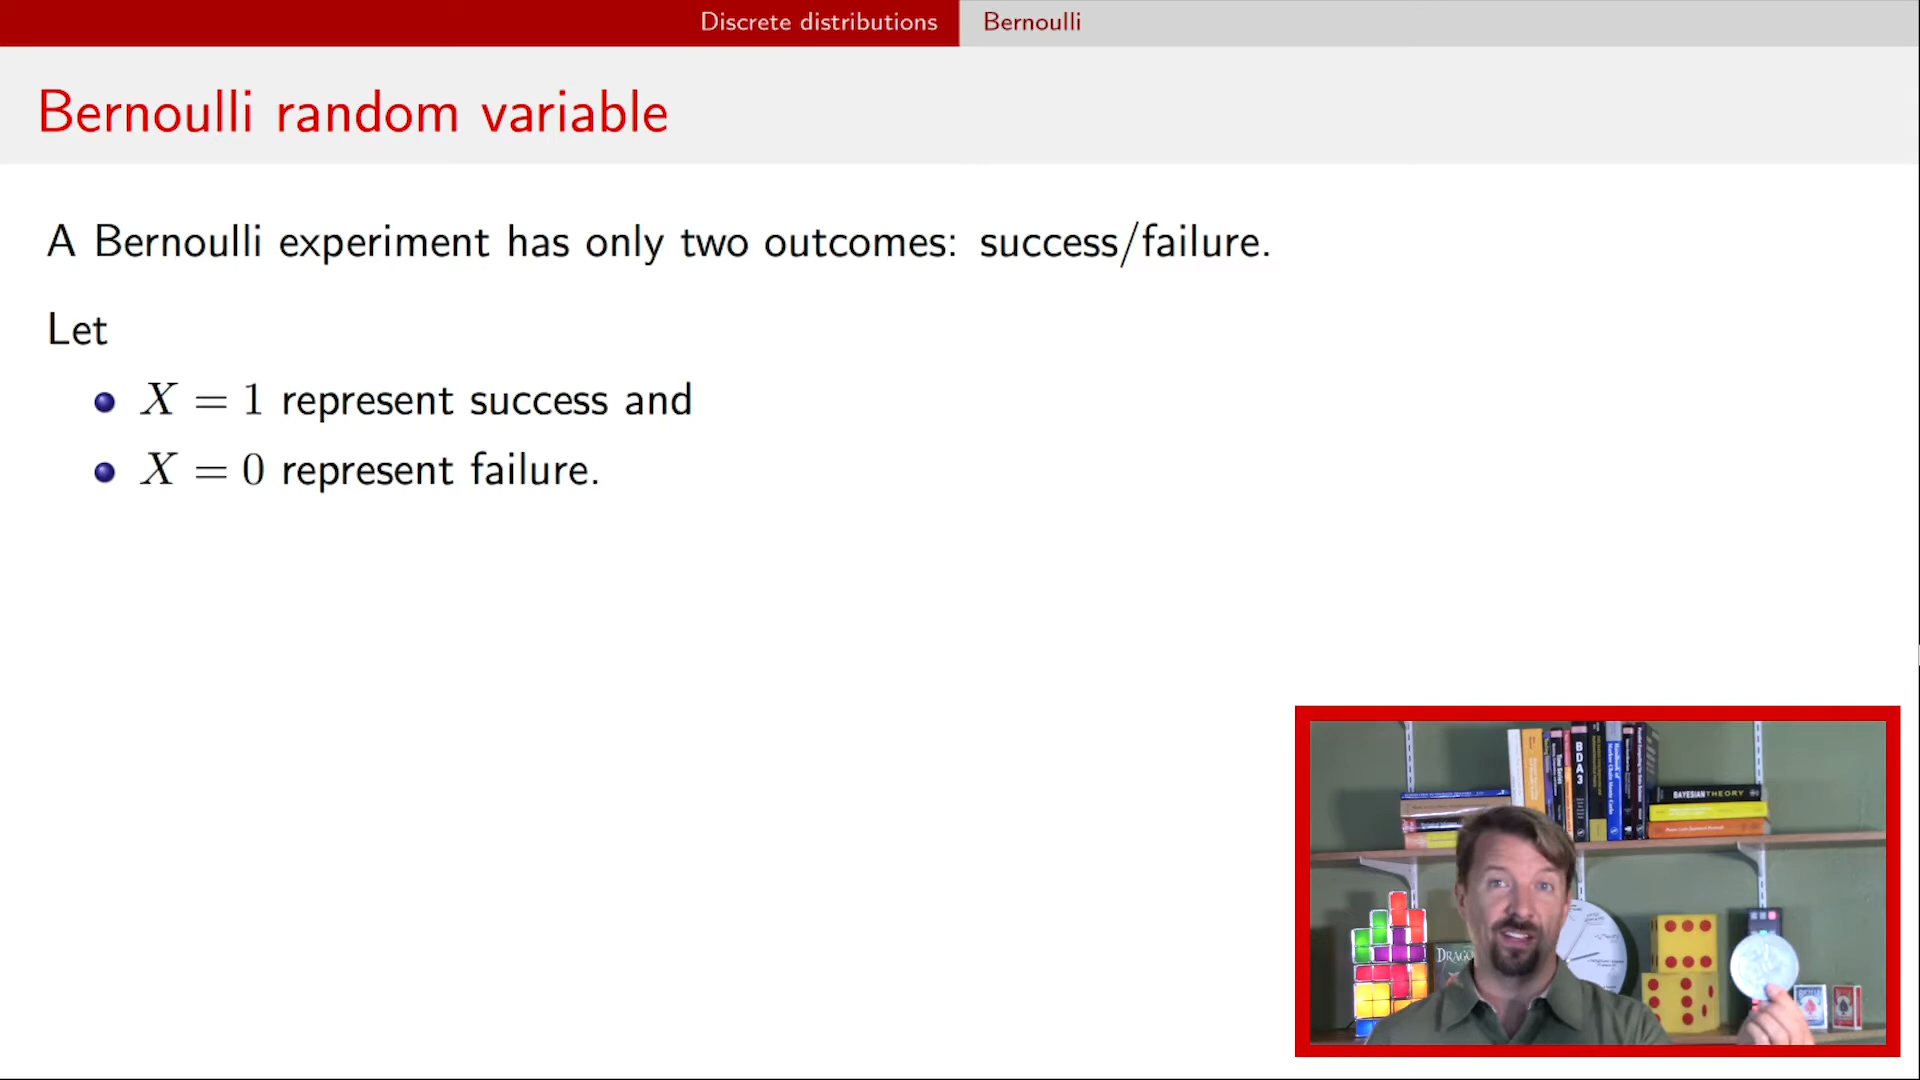 Discrete distributions Bernoulli
Bernoulli random variable
A Bernoulli experiment has only two outcomes: success/failure.
Let
X = 1 represent success and
X = 0 represent failure.
BDA3
BAYESIAN THEORY